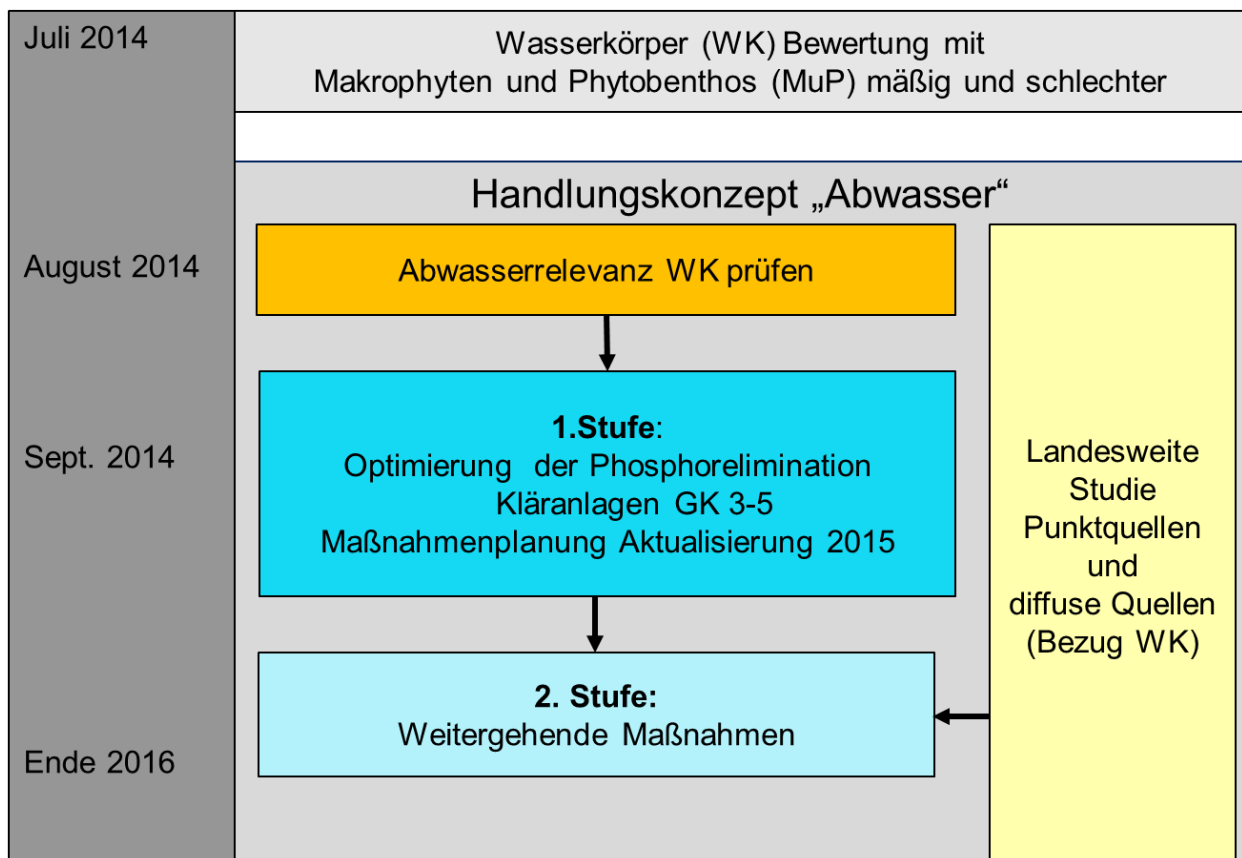 Juli 2014
Wasserkörper (WK) Bewertung mit
Makrophyten und Phytobenthos (MuP) mäßig und schlechter
Handlungskonzept „Abwasser“
August 2014
Abwasserrelevanz WK prüfen
Sept. 2014
1.Stufe:
Optimierung der Phosphorelimination
Kläranlagen GK 3-5
Maßnahmenplanung Aktualisierung 2015
Landesweite
Studie
Punktquellen
und
diffuse Quellen
(Bezug WK)
2. Stufe:
Weitergehende Maßnahmen
Ende 2016